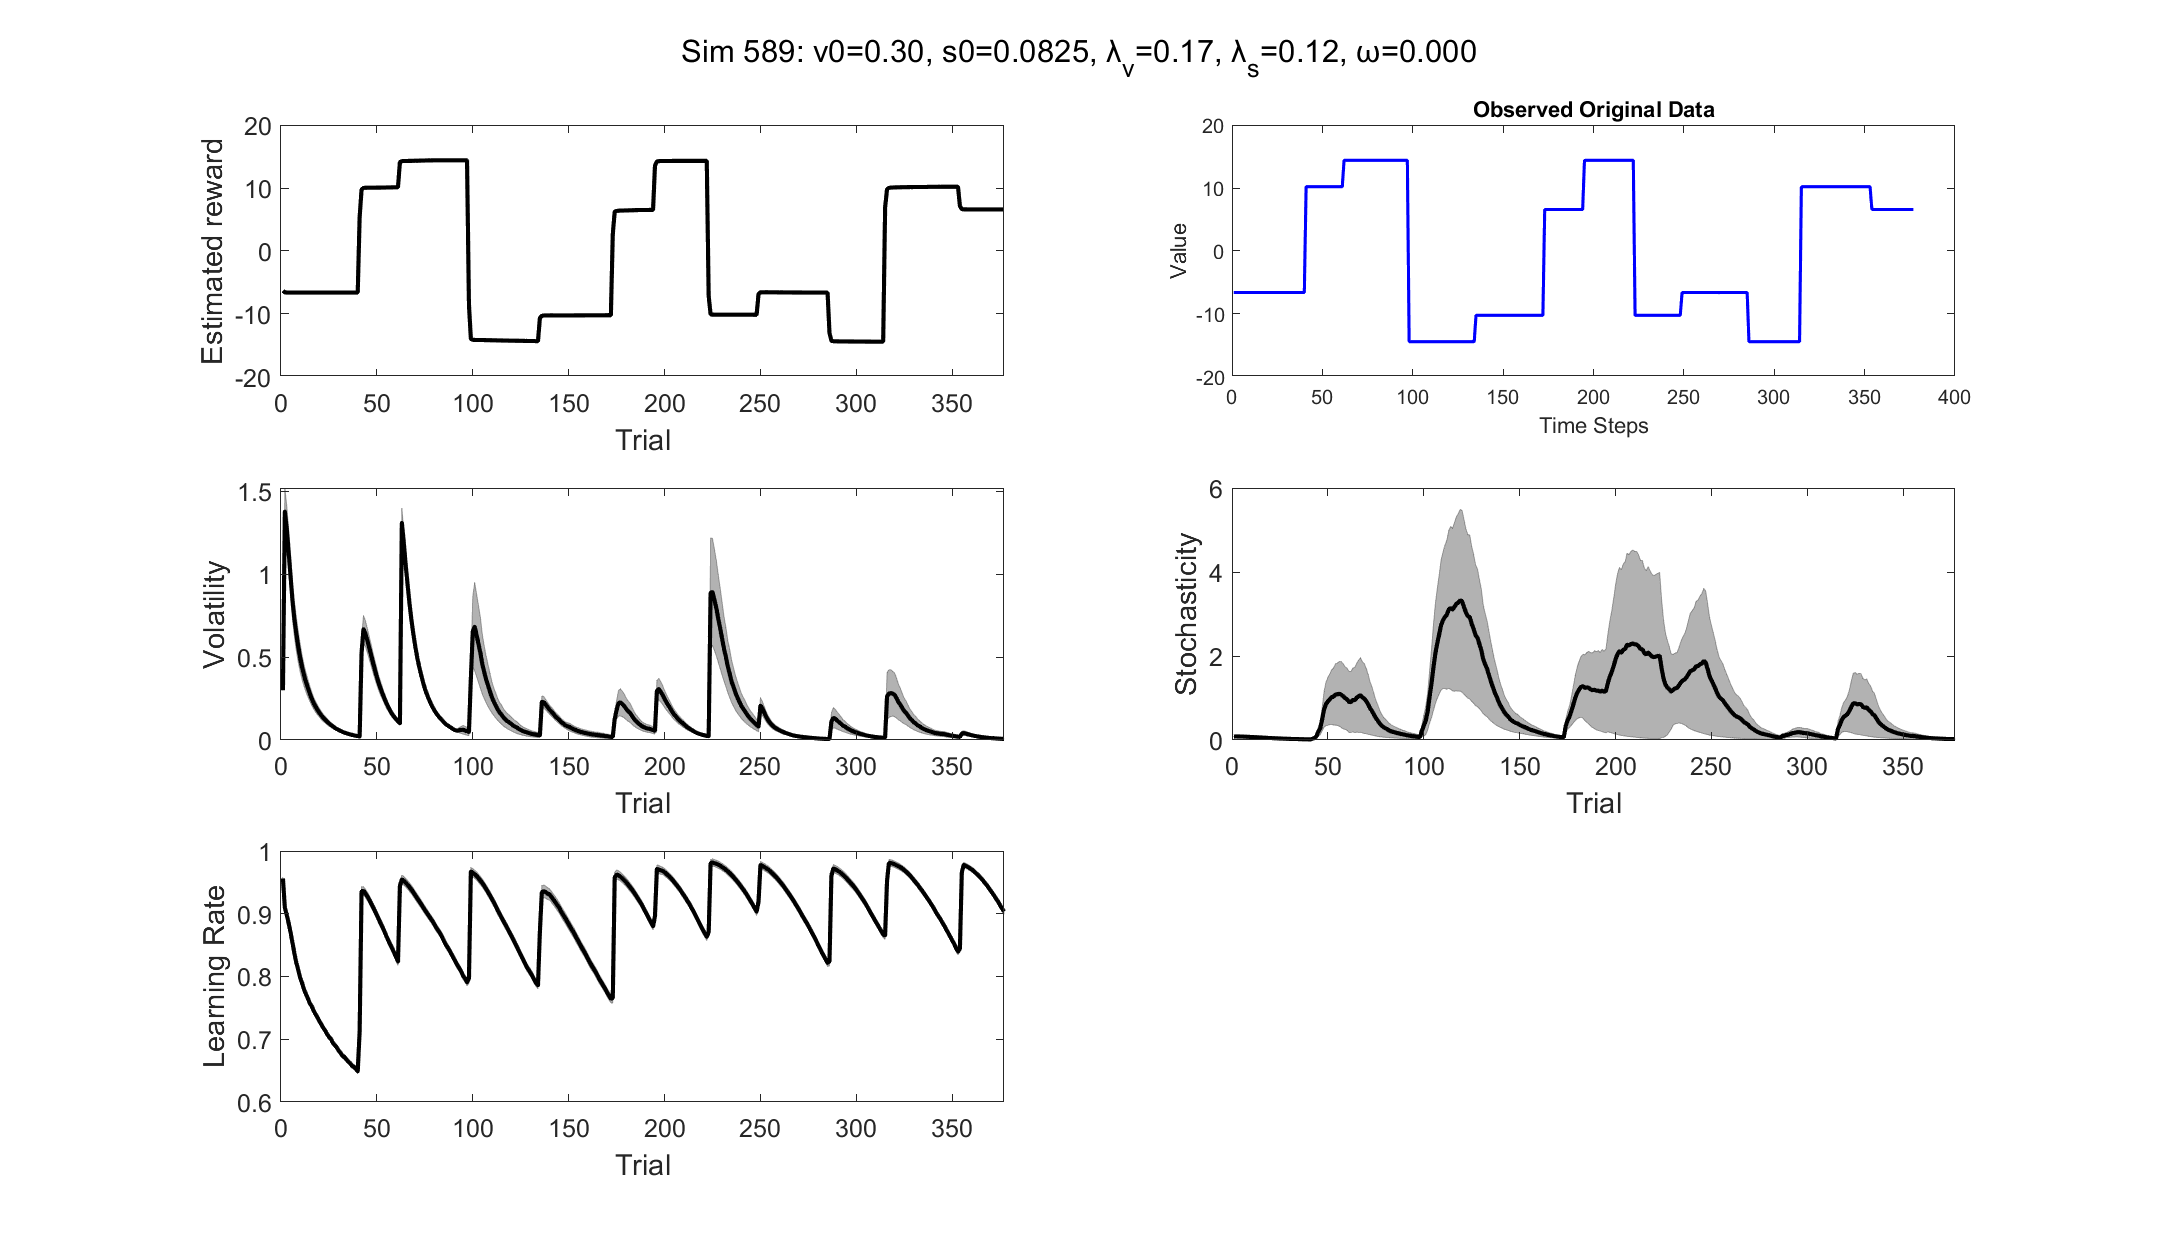 Sim 589: v0=0.30, s0=0.0825, λv=0.17, λs=0.12, ω=0.000
Estimated reward
20
10
0
-10
-20
0 50 100 150 200 250 300 350
Trial
Observed Original Data
Value
20
10
0
-10
-20
0 50 100 150 200 250 300 350 400
Time Steps
Volatility
1.5
1
0.5
0
0 50 100 150 200 250 300 350
Trial
Stochasticity
6
4
2
0
0 50 100 150 200 250 300 350
Trial
Learning Rate
1
0.9
0.8
0.7
0.6
0 50 100 150 200 250 300 350
Trial